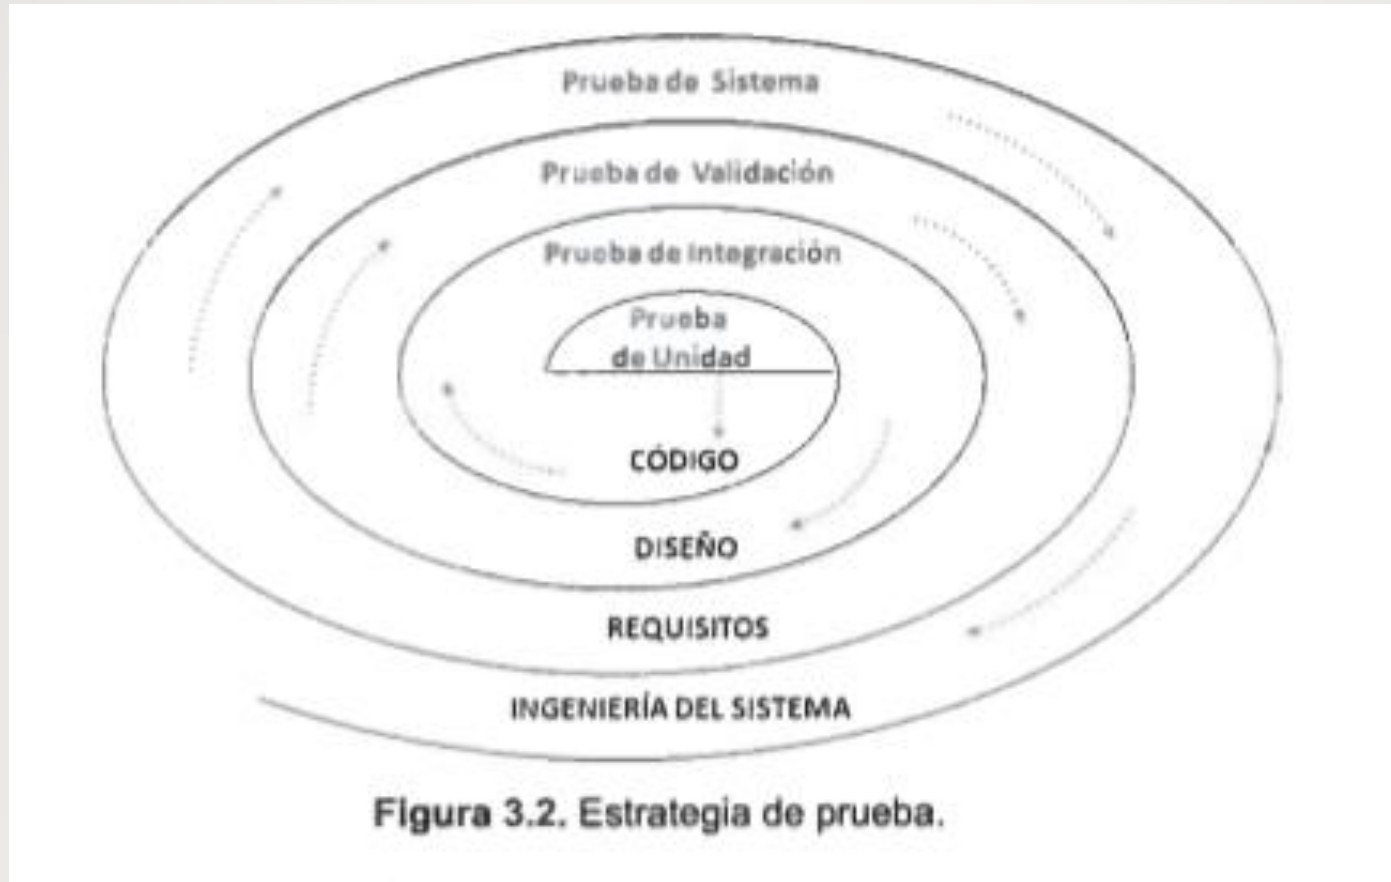 Prueba de Sistema
Prueba de Validación
Prueba de Integración
Prueba
de Unidad
CÓDIGO
DISEÑO
REQUISITOS
INGENIERÍA DEL SISTEMA
Figura 3.2. Estrategia de prueba.